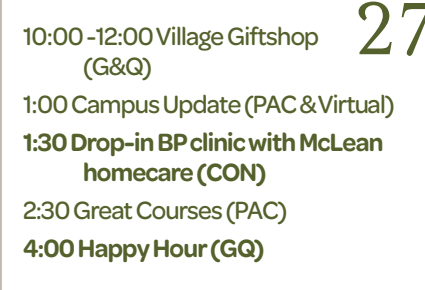 27
10:00 -12:00 Village Giftshop
(G&Q)
1:00 Campus Update (PAC & Virtual)
1:30 Drop-in BP clinic with McLean
homecare (CON)
2:30 Great Courses (PAC)
4:00 Happy Hour (GQ)